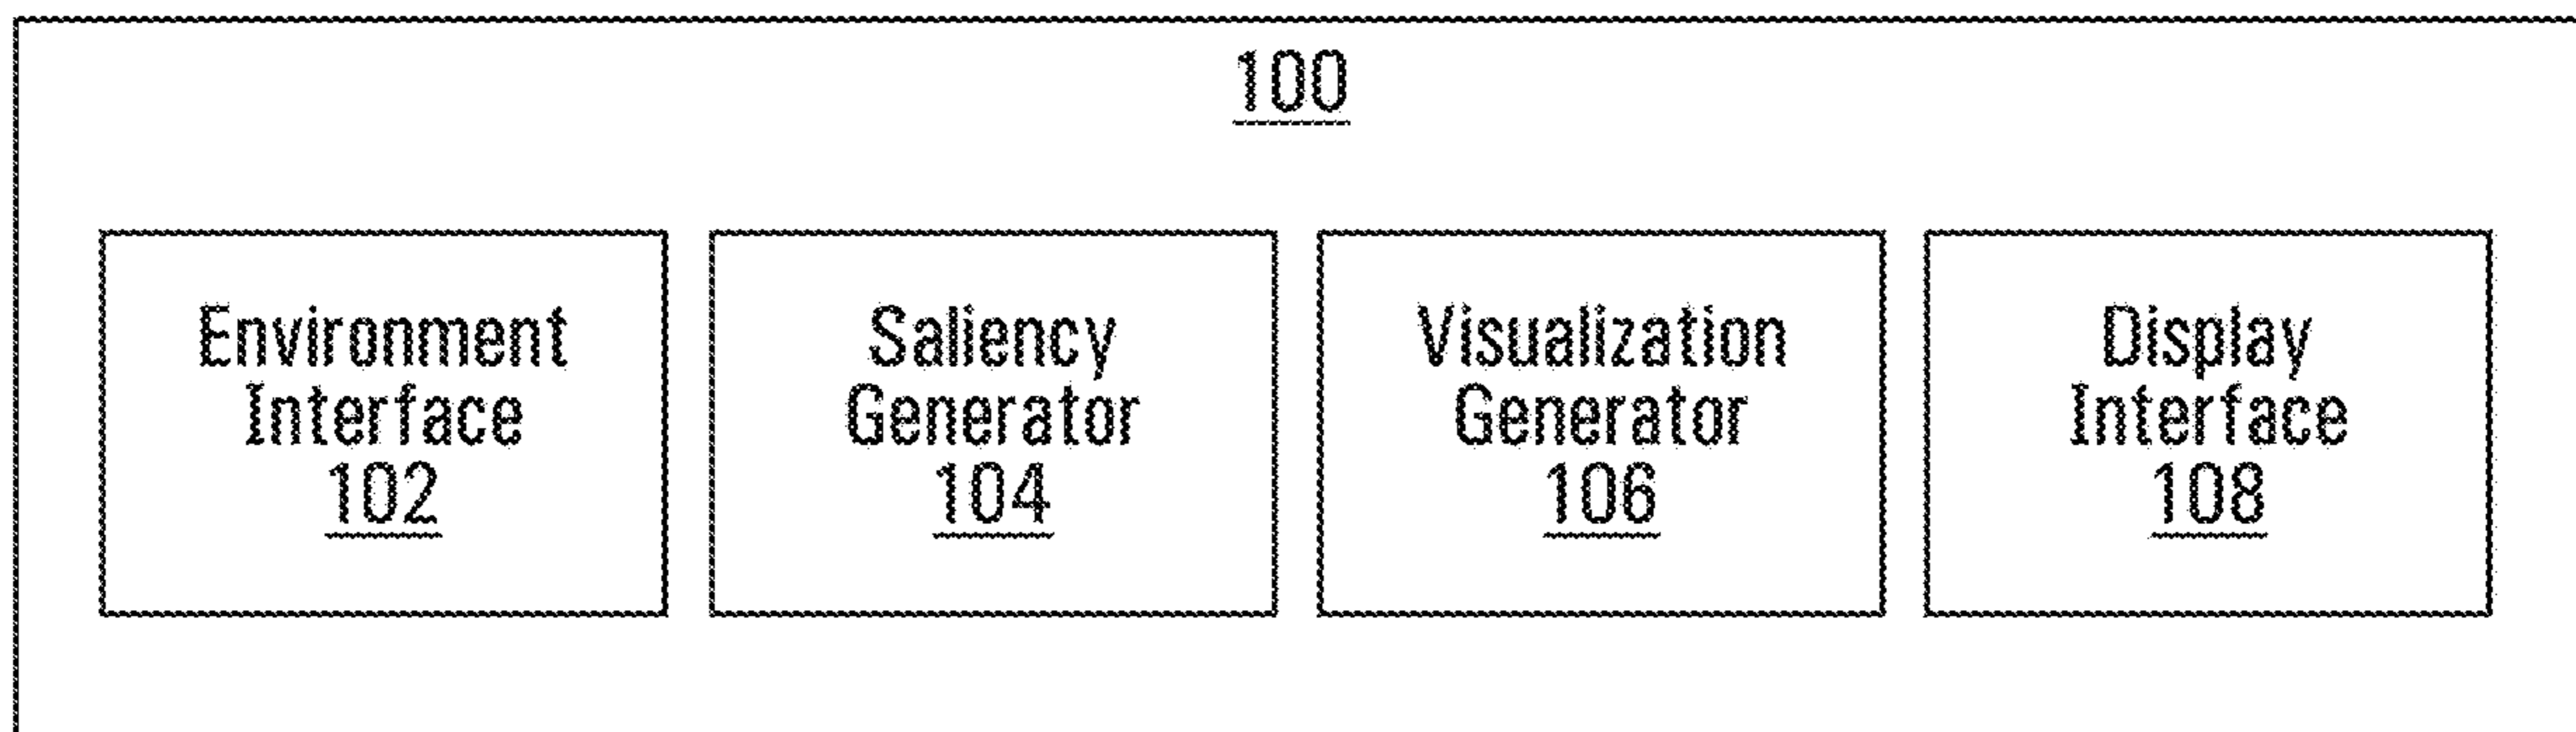 100
Environment
Interface
102
Saliency
Generator
104
Visualization
Generator
106
Display
Interface
108